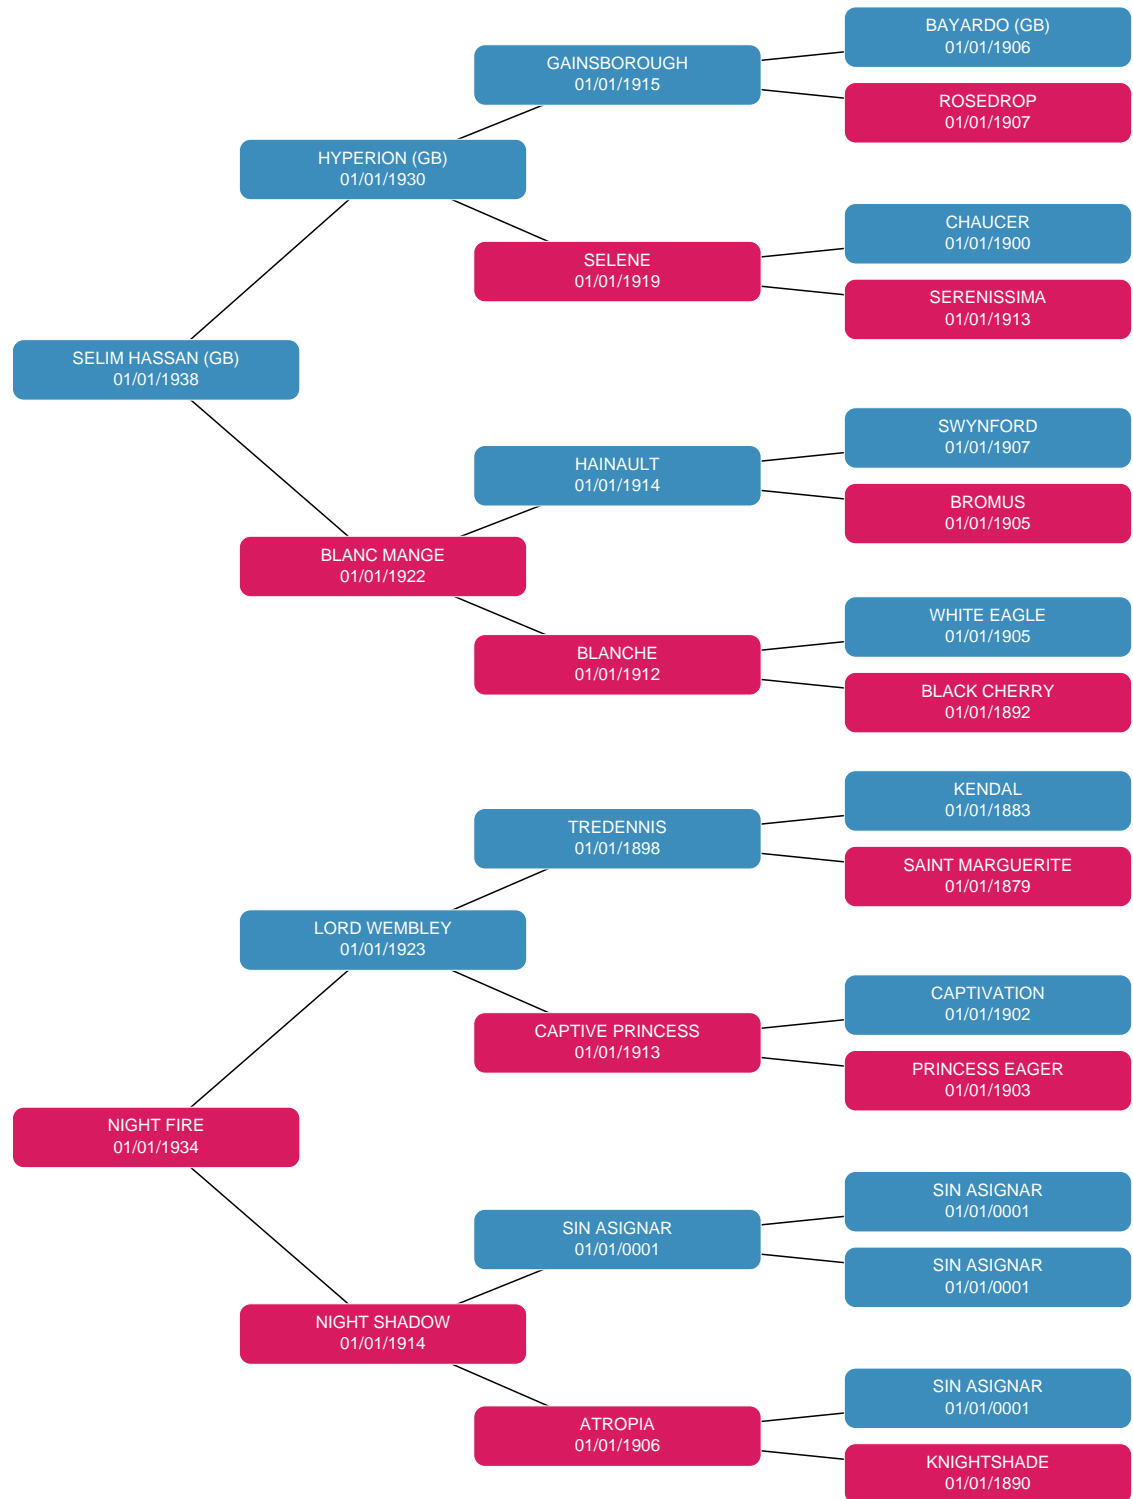 BAYARDO (GB)
01/01/1906
GAINSBOROUGH
01/01/1915
ROSEDROP
01/01/1907
HYPERION (GB)
01/01/1930
CHAUCER
01/01/1900
SELENE
01/01/1919
SERENISSIMA
01/01/1913
SELIM HASSAN (GB)
01/01/1938
SWYNFORD
01/01/1907
HAINAULT
01/01/1914
BROMUS
01/01/1905
BLANC MANGE
01/01/1922
WHITE EAGLE
01/01/1905
BLANCHE
01/01/1912
BLACK CHERRY
01/01/1892
KENDAL
01/01/1883
TREDENNIS
01/01/1898
SAINT MARGUERITE
01/01/1879
LORD WEMBLEY
01/01/1923
CAPTIVATION
01/01/1902
CAPTIVE PRINCESS
01/01/1913
PRINCESS EAGER
01/01/1903
NIGHT FIRE
01/01/1934
SIN ASIGNAR
01/01/0001
SIN ASIGNAR
01/01/0001
SIN ASIGNAR
01/01/0001
NIGHT SHADOW
01/01/1914
SIN ASIGNAR
01/01/0001
ATROPIA
01/01/1906
KNIGHTSHADE
01/01/1890